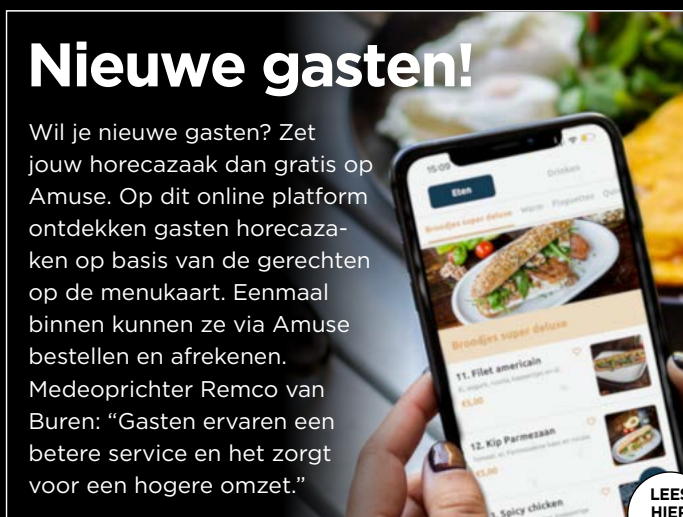 Nieuwe gasten!
Wil je nieuwe gasten? Zet
jouw horecazaak dan gratis op
Amuse. Op dit online platform
ontdekken gasten horecaza-
ken op basis van de gerechten
op de menukaart. Eenmaal
binnen kunnen ze via Amuse
bestellen en afrekenen.
Medeoprichter Remco van
Buren: “Gasten ervaren een
betere service en het zorgt
voor een hogere omzet.”
15:09
Eten
Drinken
Broodjes super deluxe Warm Plaguettes
Broodjes super deluxe
11. Filet americain
€5,00
12. Kip Parmezaan
€5,00
Spicy chicken
LEES
HIER